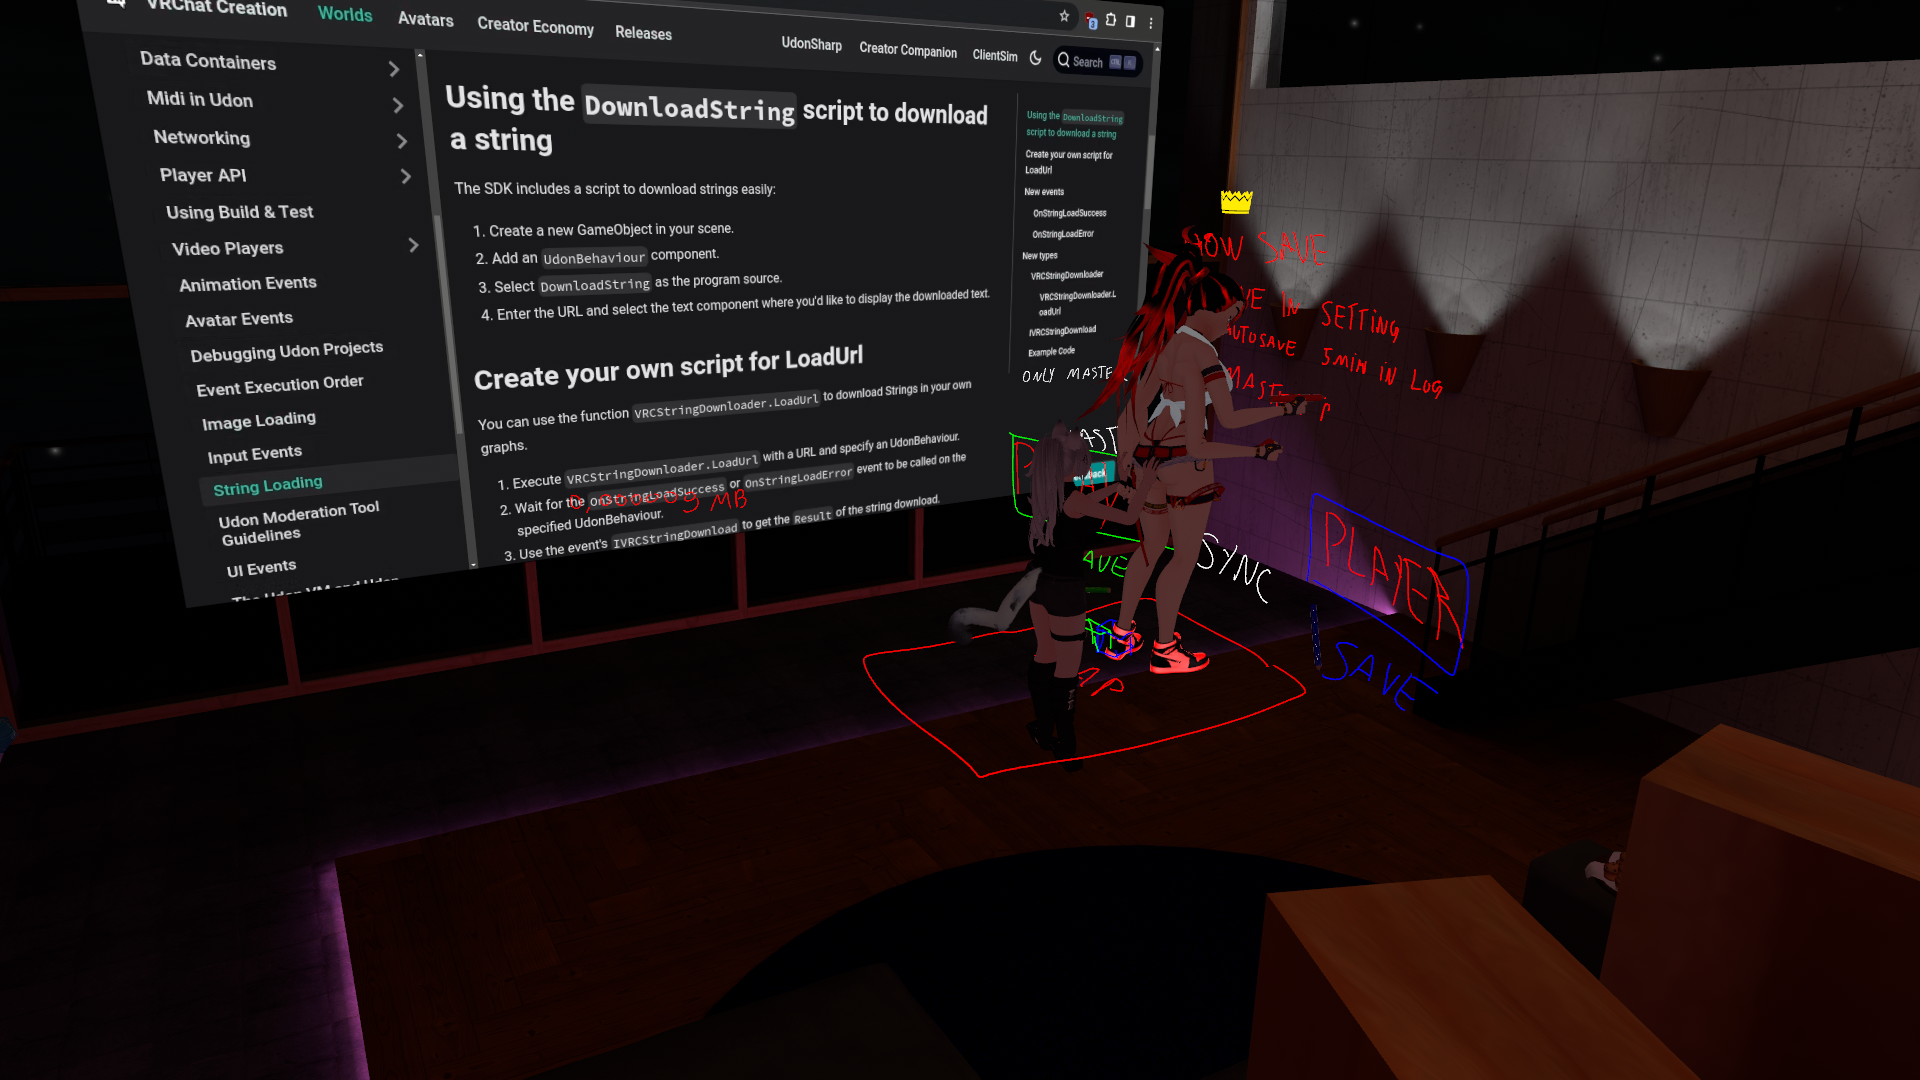 VRChat Creation
Worlds
Avatars
Creator Economy
Releases
UdonSharp
Creator Companion
ClientSim
Search
Data Containers
Midi in Udon
Networking
Player API
Using Build & Test
Video Players
Animation Events
Avatar Events
Debugging Udon Projects
Event Execution Order
Image Loading
Input Events
String Loading
Udon Moderation Tool
Guidelines
UI Events
The Udon VM and Udon
Using the DownloadString script to download
a string
The SDK includes a script to download strings easily:
1. Create a new GameObject in your scene.
2. Add an UdonBehaviour component.
3. Select DownloadString as the program source.
4. Enter the URL and select the text component where you'd like to display the downloaded text.
Create your own script for LoadUrl
You can use the function VRCStringDownloader.LoadUrl to download Strings in your own
graphs.
1. Execute VRCStringDownloader.LoadUrl with a URL and specify an UdonBehaviour.
2. Wait for the OnStringLoadSuccess or OnStringLoadError event to be called on the
specified UdonBehaviour.
3. Use the event's IVRCStringDownload to get the Result of the string download.
MB
Using the DownloadString
script to download a string
Create your own script for
LoadUrl
New events
OnStringLoadSuccess
OnStringLoadError
New types
VRCStringDownloader
VRCStringDownloader.L
oadUrl
IVRCStringDownload
Example Code
ONLY MASTE
HOW SAVE
IN SETTING
AUTOSAVE 5MIN IN LOG
SYNC
PLAYER
SAVE